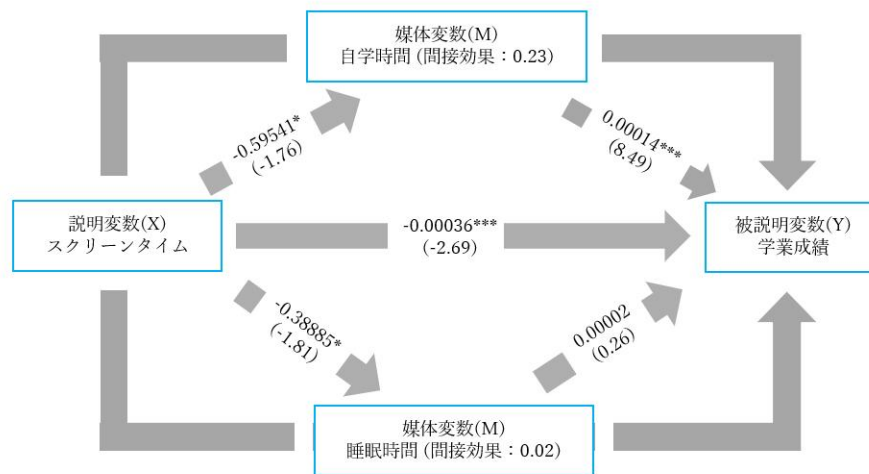 媒体変数(M)
自学時間 (間接効果：0.23)
-0.59541*
(-1.76)
0.00014***
(8.49)
説明変数(X)
スクリーンタイム
-0.00036***
(-2.69)
被説明変数(Y)
学業成績
-0.38885*
(-1.81)
0.00002
(0.26)
媒体変数(M)
睡眠時間 (間接効果：0.02)